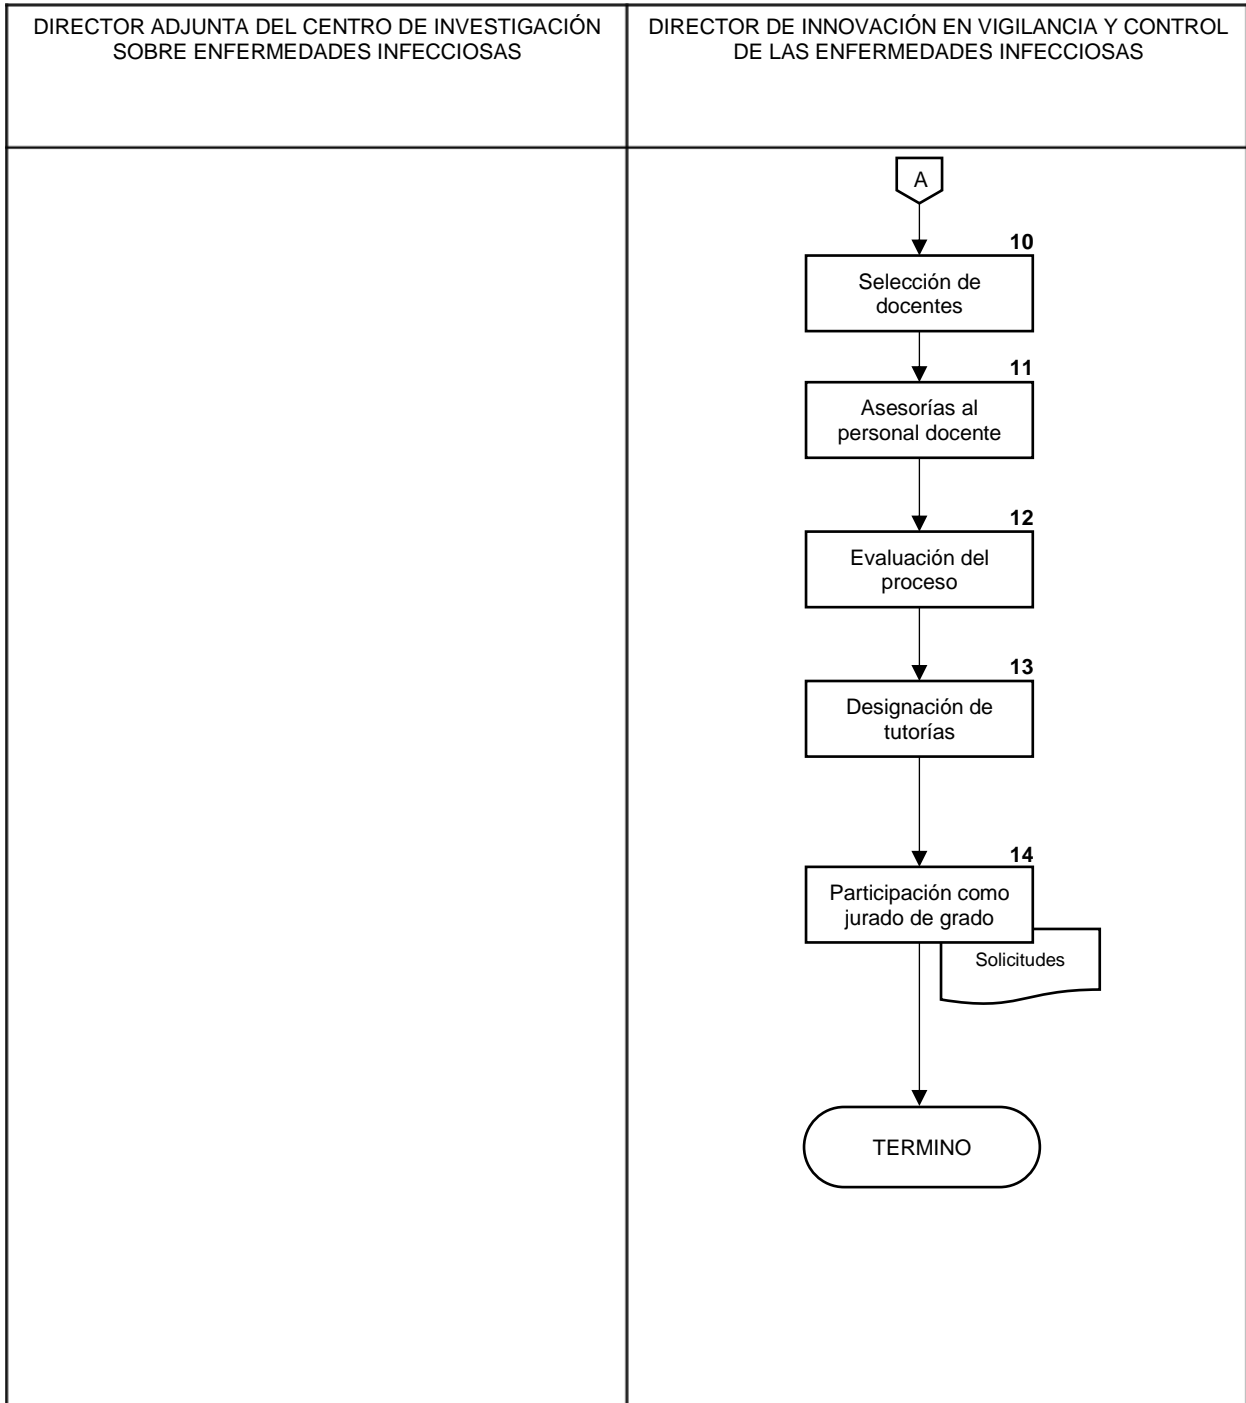 DIRECTOR ADJUNTA DEL CENTRO DE INVESTIGACIÓN
SOBRE ENFERMEDADES INFECCIOSAS
DIRECTOR DE INNOVACIÓN EN VIGILANCIA Y CONTROL
DE LAS ENFERMEDADES INFECCIOSAS
A
10
Selección de
docentes
11
Asesorías al
personal docente
12
Evaluación del
proceso
13
Designación de
tutorías
14
Participación como
jurado de grado
Solicitudes
TERMINO